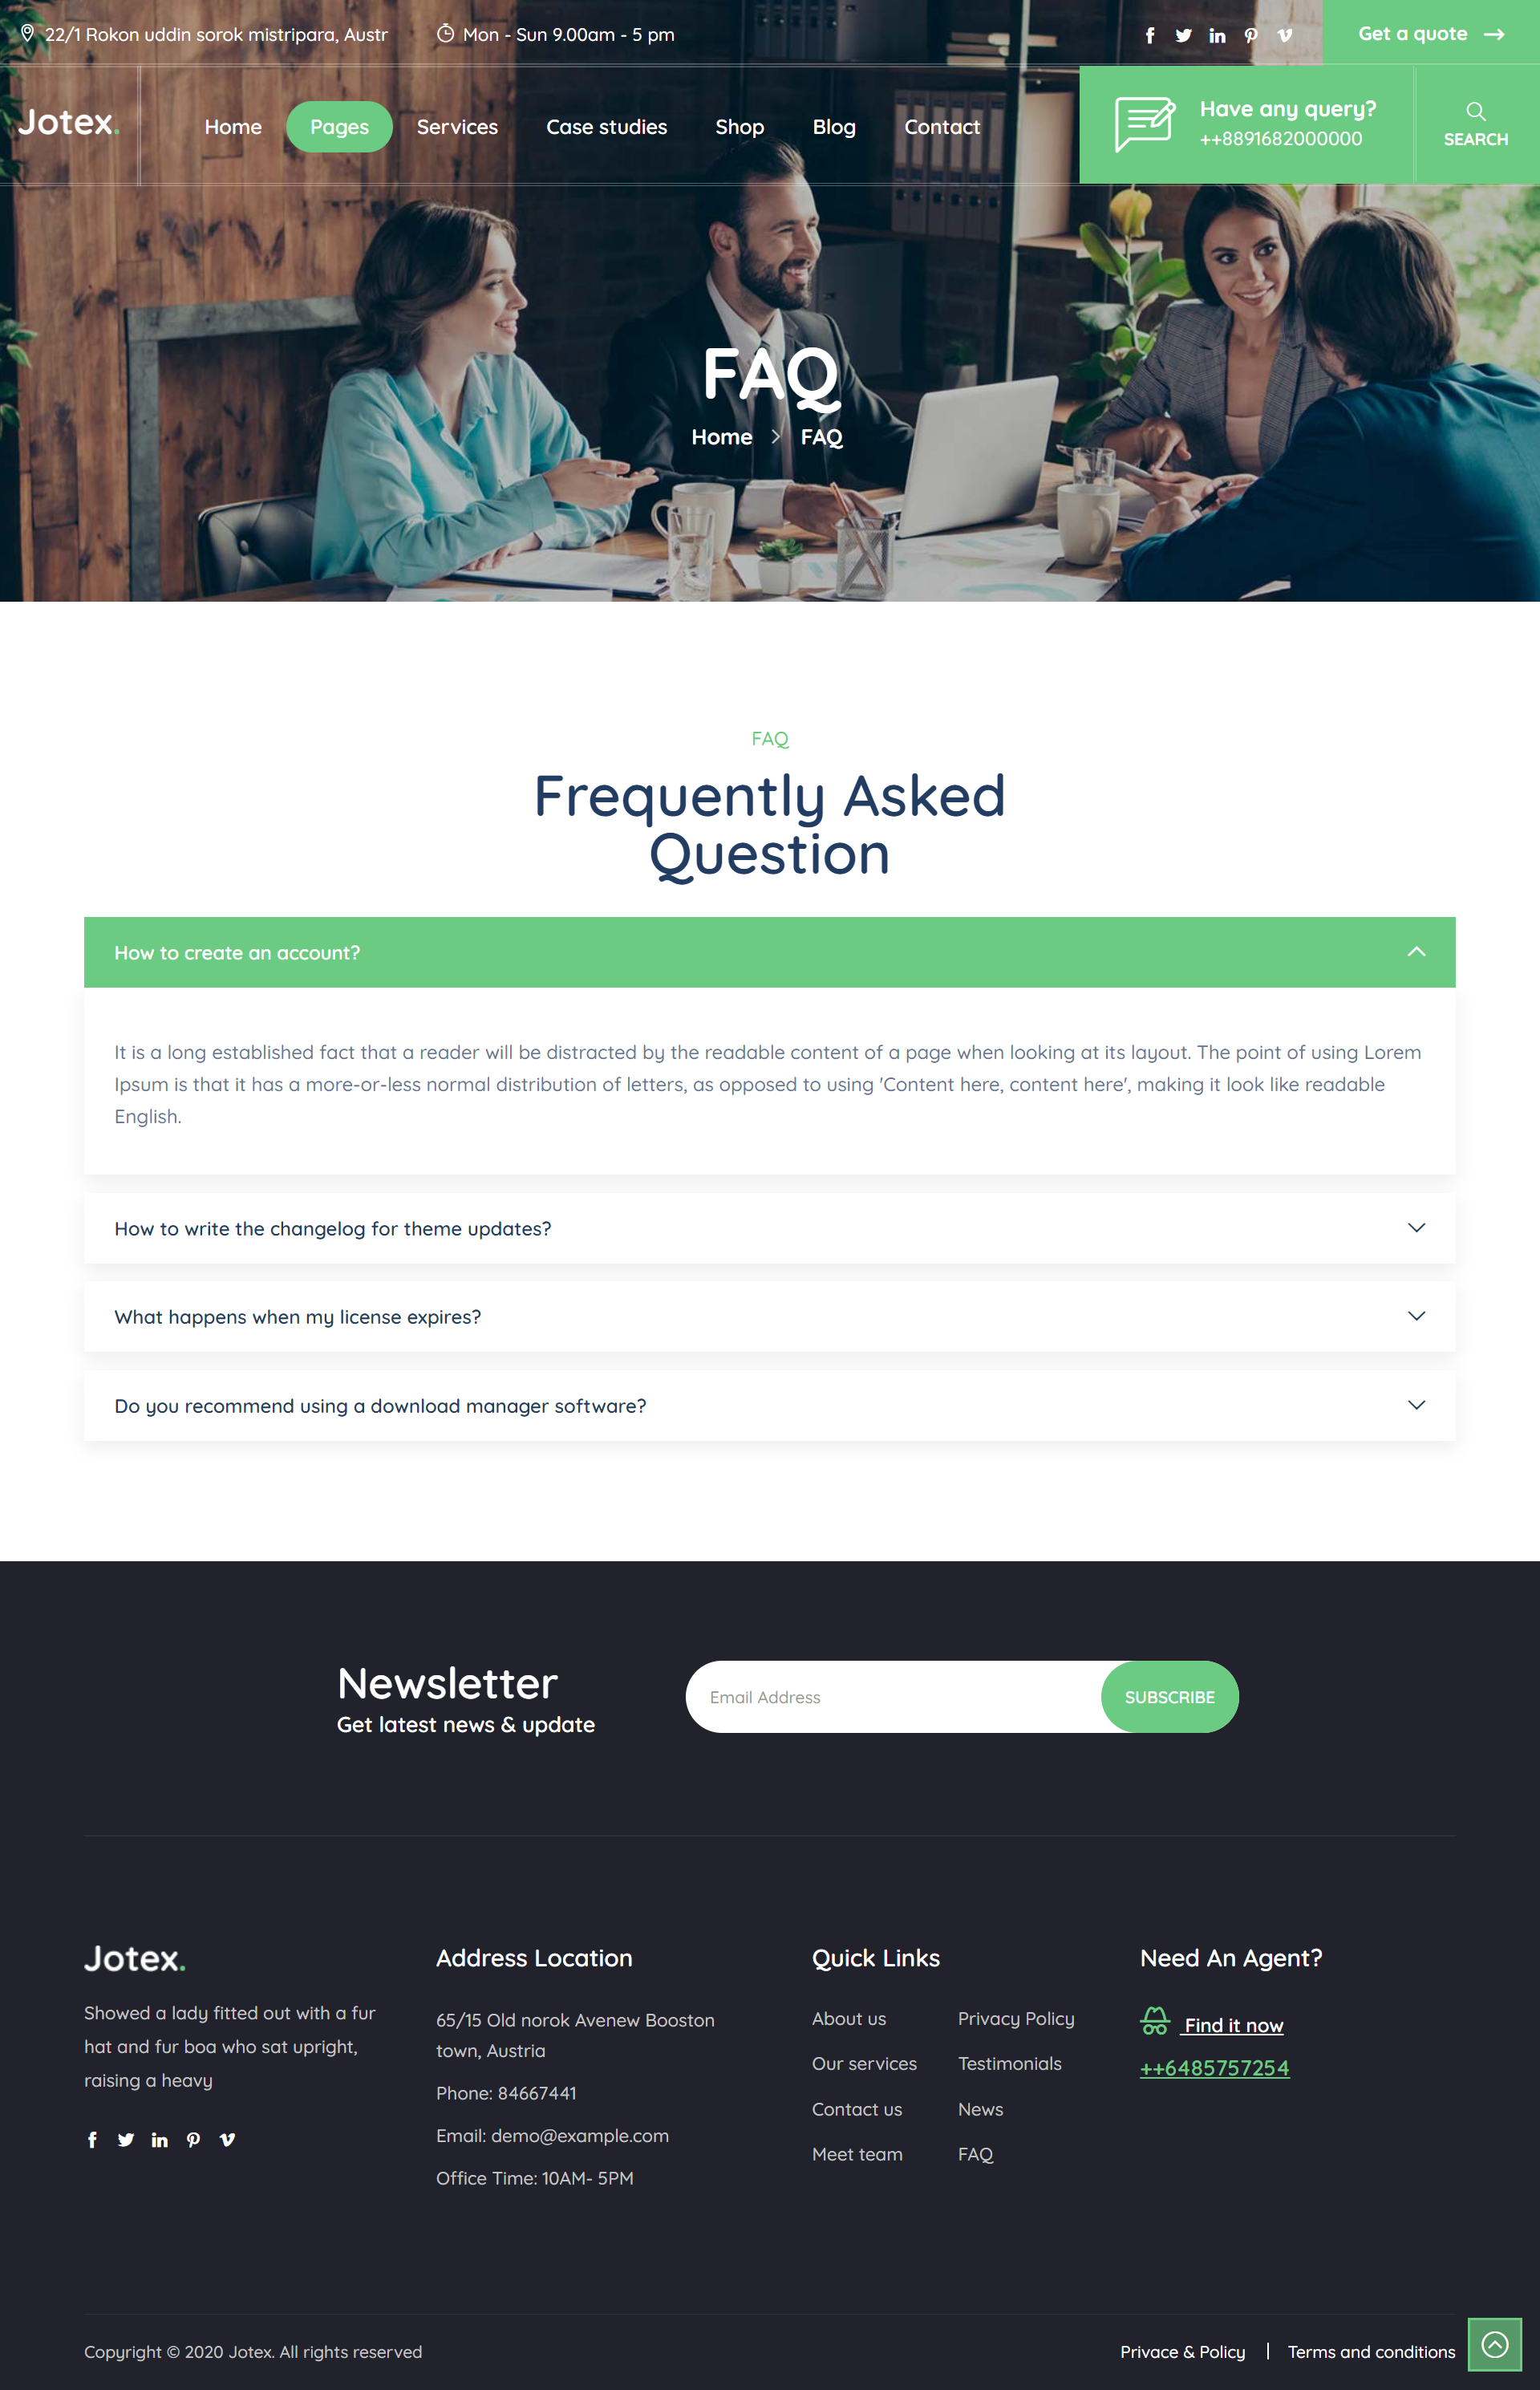 22/1 Rokon uddin sorok mistripara, Austr
Mon - Sun 9.00am - 5 pm
Get a quote
Jotex.
Home
Pages
Services
Case studies
Shop
Blog
Contact
Have any query?
++8891682000000
SEARCH
FAQ
Home
FAQ
FAQ
Frequently Asked
Question
How to create an account?
It is a long established fact that a reader will be distracted by the readable content of a page when looking at its layout. The point of using Lorem
Ipsum is that it has a more-or-less normal distribution of letters, as opposed to using 'Content here, content here', making it look like readable
English.
How to write the changelog for theme updates?
What happens when my license expires?
Do you recommend using a download manager software?
Newsletter
Get latest news & update
Email Address
SUBSCRIBE
Jotex.
Showed a lady fitted out with a fur
hat and fur boa who sat upright,
raising a heavy
Address Location
65/15 Old norok Avenew Booston
town, Austria
Phone: 84667441
Email: demo@example.com
Office Time: 10AM- 5PM
Quick Links
About us
Our services
Contact us
Meet team
Privacy Policy
Testimonials
News
FAQ
Need An Agent?
Find it now
++6485757254
Copyright © 2020 Jotex. All rights reserved
Privace & Policy
Terms and conditions